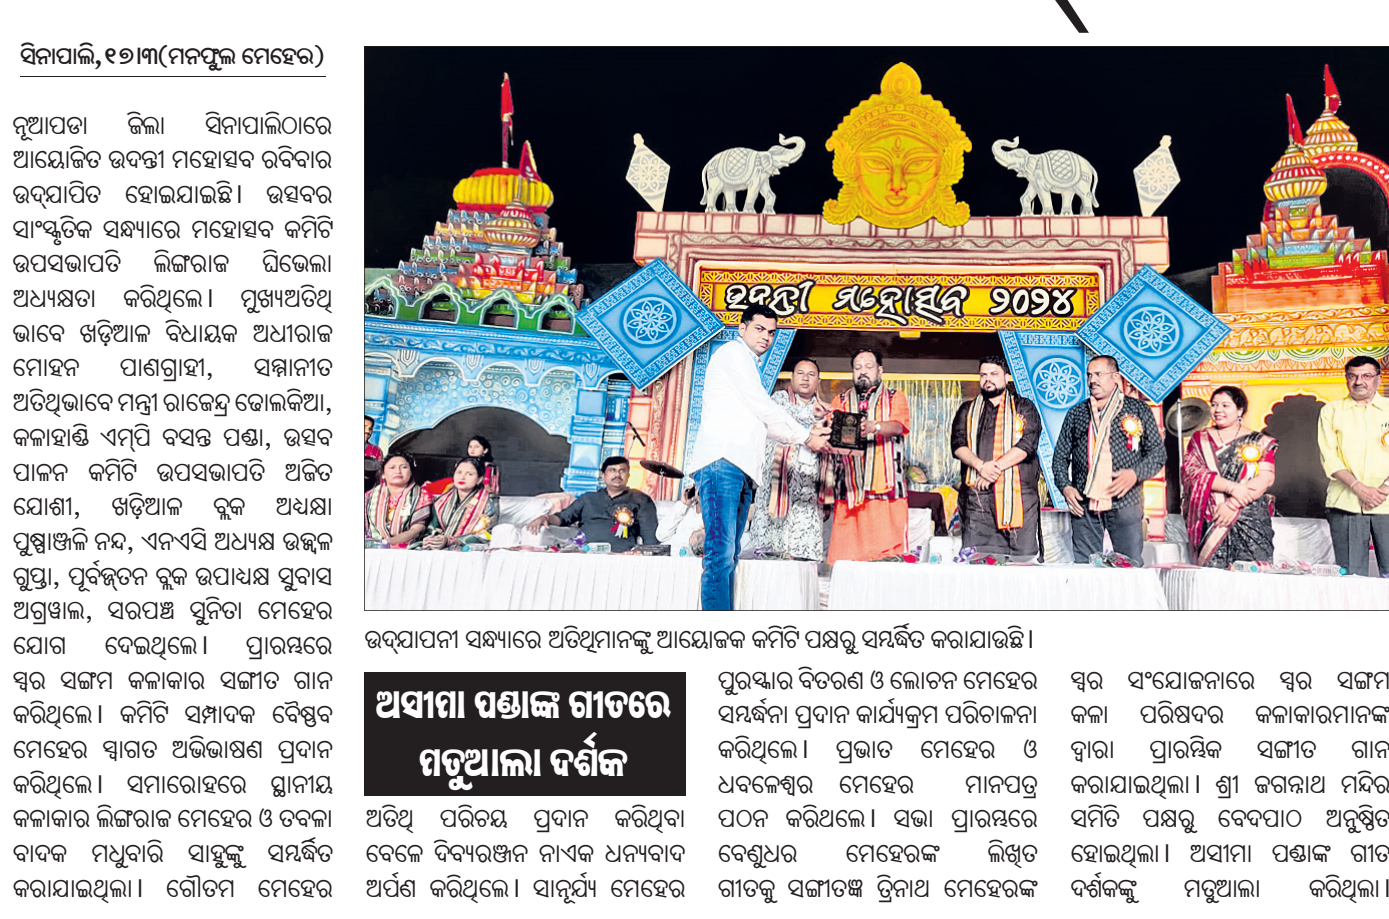 ସିନାପାଲି,୧୭।୩(ମନଫୁଲ ମେହେର)
ନୂଆପଡା ଜିଲା ସିନାପାଲିଠାରେ
ଆୟୋଜିତ ଉଦନ୍ତୀ ମହୋତ୍ସବ ରବିବାର
ଉଦ୍‌ଯାପିତ ହୋଇଯାଇଛି। ଉତ୍ସବର
ସାଂସ୍କୃତିକ ସନ୍ଧ୍ୟାରେ ମହୋତ୍ସବ କମିଟି
ଉପସଭାପତି ଲିଙ୍ଗରାଜ ଘିଭେଲା
ଅଧ୍ୟକ୍ଷତା କରିଥିଲେ। ମୁଖ୍ୟଅତିଥି
ଭାବେ ଖଡ଼ିଆଳ ବିଧାୟକ ଅଧୀରାଜ
ମୋହନ ପାଣଗ୍ରାହୀ, ସମ୍ମାନୀତ
ଅତିଥିଭାବେ ମନ୍ତ୍ରୀ ରାଜେନ୍ଦ୍ର ଢୋଲକିଆ,
କଳାହାଣ୍ଡି ଏମ୍‌ପି ବସନ୍ତ ପଣ୍ଡା, ଉତ୍ସବ
ପାଳନ କମିଟି ଉପସଭାପତି ଅଜିତ
ଯୋଶୀ, ଖଡ଼ିଆଳ ବ୍ଲକ ଅଧ୍ୟକ୍ଷା
ପୁଷ୍ପାଞ୍ଜଳି ନନ୍ଦ, ଏନଏସି ଅଧ୍ୟକ୍ଷ ଉଜ୍ଜ୍ୱଳ
ଗୁପ୍ତା, ପୂର୍ବତନ ବ୍ଲକ ଉପାଧ୍ୟକ୍ଷ ସୁବାସ
ଅଗ୍ରୱାଲ, ସରପଞ୍ଚ ସୁନିତା ମେହେର
ଯୋଗ ଦେଇଥିଲେ। ପ୍ରାରମ୍ଭରେ
ସ୍ୱର ସଙ୍ଗମ କଳାକାର ସଙ୍ଗୀତ ଗାନ
କରିଥିଲେ। କମିଟି ସମ୍ପାଦକ ବୈଷ୍ଣବ
ମେହେର ସ୍ୱାଗତ ଅଭିଭାଷଣ ପ୍ରଦାନ
କରିଥିଲେ। ସମାରୋହରେ ସ୍ଥାନୀୟ
କଳାକାର ଲିଙ୍ଗରାଜ ମେହେର ଓ ତବଳା
ବାଦକ ମଧୁବାରି ସାହୁଙ୍କୁ ସମ୍ବର୍ଦ୍ଧିତ
କରାଯାଇଥିଲା। ଗୌତମ ମେହେର
ଉଦନ୍ତୀ ମହୋତ୍ସବ ୨୦୨୪
ଉଦ୍‌ଯାପନୀ ସନ୍ଧ୍ୟାରେ ଅତିଥିମାନଙ୍କୁ ଆୟୋଜକ କମିଟି ପକ୍ଷରୁ ସମ୍ବର୍ଦ୍ଧିତ କରାଯାଉଛି।
ଅସୀମା ପଣ୍ଡାଙ୍କ ଗୀତରେ
ମତୁଆଲା ଦର୍ଶକ
ଅତିଥି ପରିଚୟ ପ୍ରଦାନ କରିଥିବା
ବେଳେ ଦିବ୍ୟରଞ୍ଜନ ନାଏକ ଧନ୍ୟବାଦ
ଅର୍ପଣ କରିଥିଲେ। ସାନୂର୍ଯ୍ୟ ମେହେର
ପୁରସ୍କାର ବିତରଣ ଓ ଲୋଚନ ମେହେର
ସମ୍ବର୍ଦ୍ଧନା ପ୍ରଦାନ କାର୍ଯ୍ୟକ୍ରମ ପରିଚାଳନା
କରିଥିଲେ। ପ୍ରଭାତ ମେହେର ଓ
ଧବଳେଶ୍ୱର ମେହେର ମାନପତ୍ର
ପଠନ କରିଥଲେ। ସଭା ପ୍ରାରମ୍ଭରେ
ବେଣୁଧର ମେହେରଙ୍କ ଲିଖିତ
ଗୀତକୁ ସଙ୍ଗୀତଜ୍ଞ ତ୍ରିନାଥ ମେହେରଙ୍କ
ସ୍ୱର ସଂଯୋଜନାରେ ସ୍ୱର ସଙ୍ଗମ
କଳା ପରିଷଦର କଳାକାରମାନଙ୍କ
ଦ୍ୱାରା ପ୍ରାରମ୍ଭିକ ସଙ୍ଗୀତ ଗାନ
କରାଯାଇଥିଲା। ଶ୍ରୀ ଜଗନ୍ନାଥ ମନ୍ଦିର
ସମିତି ପକ୍ଷରୁ ବେଦପାଠ ଅନୁଷ୍ଠିତ
ହୋଇଥିଲା। ଅସୀମା ପଣ୍ଡାଙ୍କ ଗୀତ
ଦର୍ଶକଙ୍କୁ ମତୁଆଲା କରିଥିଲା।